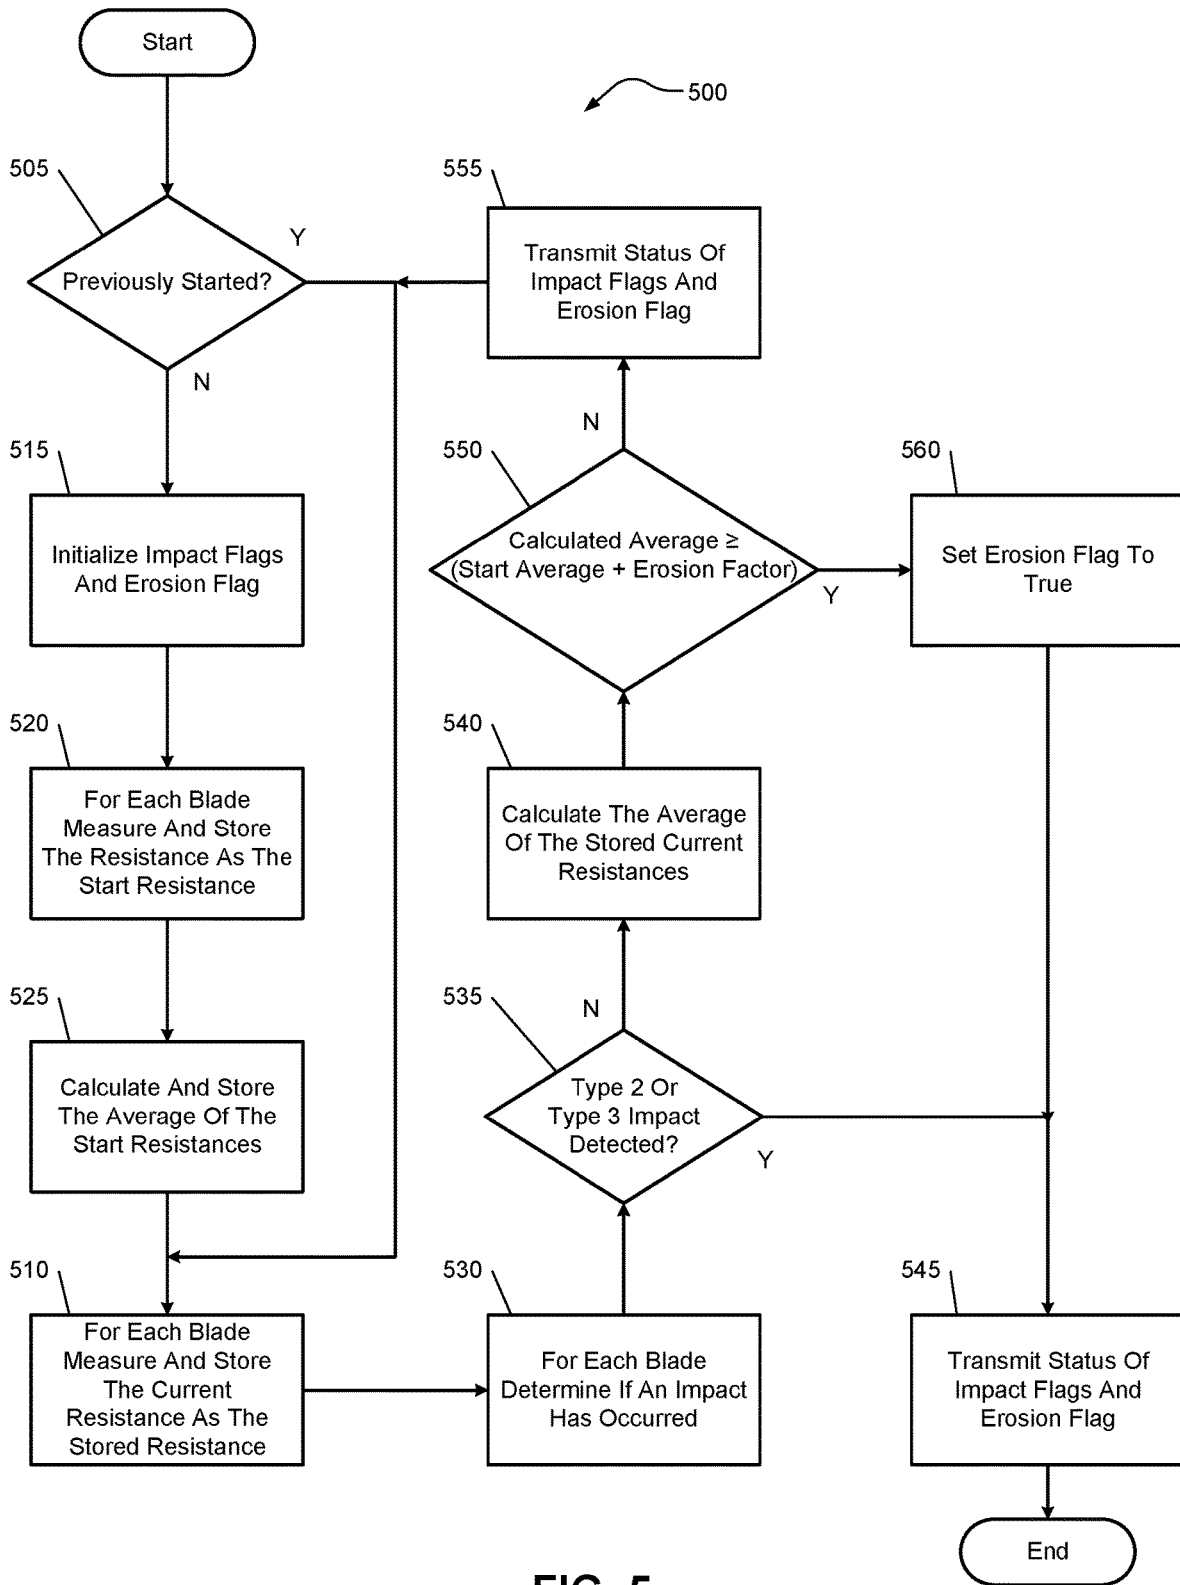 Start
500
505
Previously Started?
Y
N
555
Transmit Status Of
Impact Flags And
Erosion Flag
515
Initialize Impact Flags
And Erosion Flag
N
550
Calculated Average ≥
(Start Average + Erosion Factor)
Y
560
Set Erosion Flag To
True
520
For Each Blade
Measure And Store
The Resistance As The
Start Resistance
540
Calculate The Average
Of The Stored Current
Resistances
525
Calculate And Store
The Average Of The
Start Resistances
N
535
Type 2 Or
Type 3 Impact
Detected?
Y
510
For Each Blade
Measure And Store
The Current
Resistance As The
Stored Resistance
530
For Each Blade
Determine If An Impact
Has Occurred
545
Transmit Status Of
Impact Flags And
Erosion Flag
End
FIG. 5